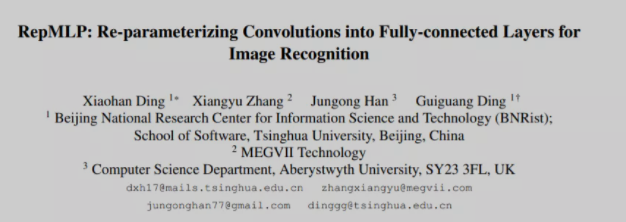 RepMLP: Re-parameterizing Convolutions into Fully-connected Layers for
Image Recognition
Xiaohan Ding 1* Xiangyu Zhang 2 Jungong Han 3 Guiguang Ding 1†
1 Beijing National Research Center for Information Science and Technology (BNRist);
School of Software, Tsinghua University, Beijing, China
2 MEGVII Technology
3 Computer Science Department, Aberystwyth University, SY23 3FL, UK
dxh17@mails.tsinghua.edu.cn zhangxiangyu@megvii.com
jungonghan77@gmail.com dinggg@tsinghua.edu.cn